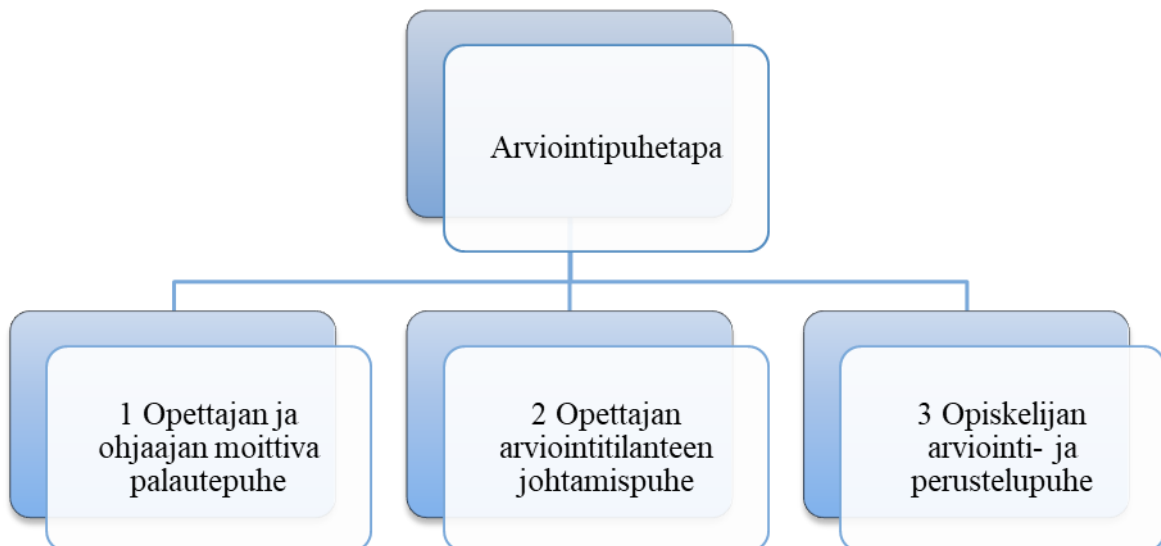 Arviointipuhetapa
1 Opettajan ja
ohjaajan moittiva
palautepuhe
2 Opettajan
arviointitilanteen
johtamispuhe
3 Opiskelijan
arviointi- ja
perustelupuhe